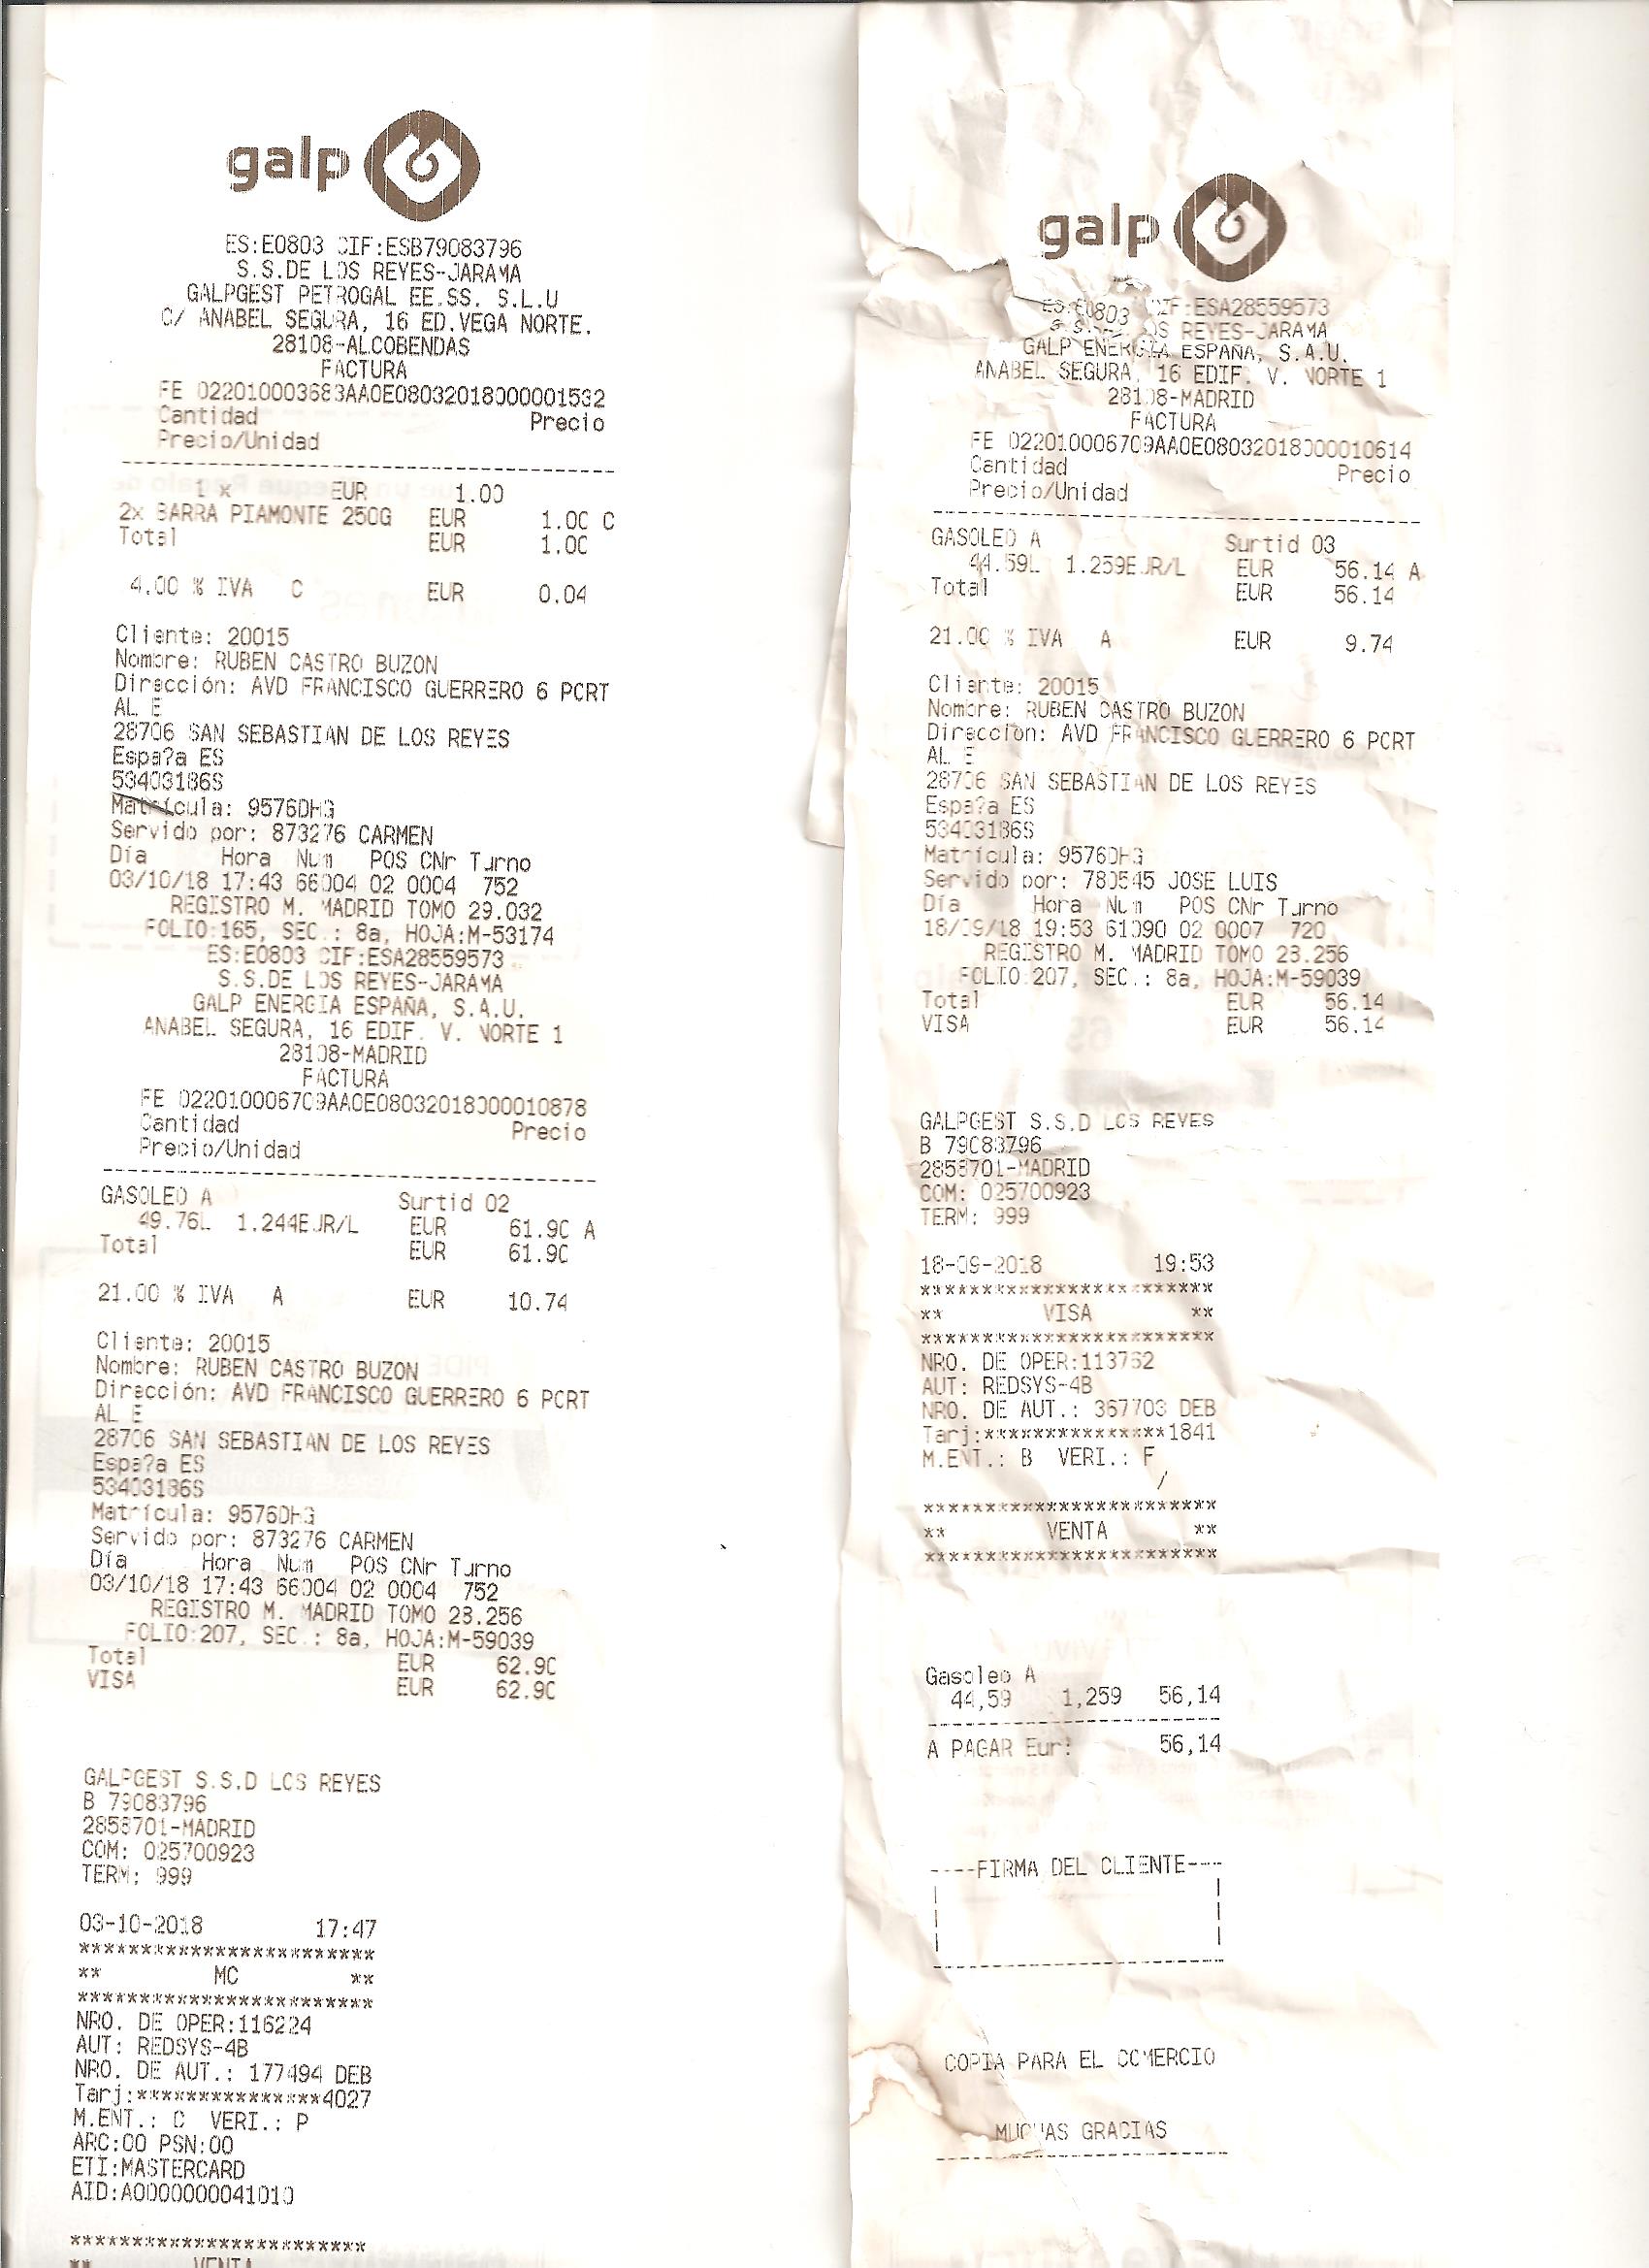 galp
ES:E0803 CIF:ESB79083796
S.S.DE LOS REYES-JARAMA
GALPGEST PETROGAL EE.SS. S.L.U
C/ ANABEL SEGURA, 16 ED.VEGA NORTE.
28108-ALCOBENDAS
FACTURA
FE 022010003683AA0E08032018000001532
Cantidad Precio
Precio/Unidad
1 x EUR 1.00
2x BARRA PIAMONTE 250G EUR 1.00 C
Total EUR 1.00
4.00 % IVA C EUR 0.04
Cliente: 20015
Nombre: RUBEN CASTRO BUZON
Dirección: AVD FRANCISCO GUERRERO 6 PORT
AL E
28706 SAN SEBASTIAN DE LOS REYES
Espa?a ES
53403186S
Matrícula: 9576DHG
Servido por: 873276 CARMEN
Día Hora Num POS CNr Turno
03/10/18 17:43 66004 02 0004 752
REGISTRO M. MADRID TOMO 29.032
FOLIO:165, SEC.: 8a, HOJA:M-53174
ES:E0803 CIF:ESA28559573
S.S.DE LOS REYES-JARAMA
GALP ENERGIA ESPAÑA, S.A.U.
ANABEL SEGURA, 16 EDIF. V. NORTE 1
28108-MADRID
FACTURA
FE 022010006709AA0E08032018000010878
Cantidad Precio
Precio/Unidad
GASOLEO A Surtid 02
49.76L 1.244EUR/L EUR 61.90 A
Total EUR 61.90
21.00 % IVA A EUR 10.74
Cliente: 20015
Nombre: RUBEN CASTRO BUZON
Dirección: AVD FRANCISCO GUERRERO 6 PORT
AL E
28706 SAN SEBASTIAN DE LOS REYES
Espa?a ES
53403186S
Matrícula: 9576DHG
Servido por: 873276 CARMEN
Día Hora Num POS CNr Turno
03/10/18 17:43 66004 02 0004 752
REGISTRO M. MADRID TOMO 23.256
FOLIO:207, SEC.: 8a, HOJA:M-59039
Total EUR 62.90
VISA EUR 62.90
GALPGEST S.S.D LOS REYES
B 79083796
2853701-MADRID
COM: 025700923
TERM: 999
03-10-2018 17:47
************************
** MC **
************************
NRO. DE OPER:116224
AUT: REDSYS-4B
NRO. DE AUT.: 177494 DEB
Tarj:***************4027
M.ENT.: C VERI.: P
ARC:00 PSN:00
ETI:MASTERCARD
AID:A0000000041010
************************
** VENTA
galp
ES:E0803 CIF:ESA28559573
S.S. LOS REYES-JARAMA
GALP ENERGIA ESPAÑA, S.A.U.
ANABEL SEGURA, 16 EDIF. V. NORTE 1
28108-MADRID
FACTURA
FE 022010006709AA0E08032018000010614
Cantidad Precio
Precio/Unidad
GASOLEO A Surtid 03
44.59L 1.259EUR/L EUR 56.14 A
Total EUR 56.14
21.00 % IVA A EUR 9.74
Cliente: 20015
Nombre: RUBEN CASTRO BUZON
Dirección: AVD FRANCISCO GUERRERO 6 PORT
AL E
28706 SAN SEBASTIAN DE LOS REYES
Espa?a ES
53403186S
Matrícula: 9576DHG
Servido por: 780545 JOSE LUIS
Día Hora Num POS CNr Turno
18/09/18 19:53 61090 02 0007 720
REGISTRO M. MADRID TOMO 23.256
FOLIO:207, SEC.: 8a, HOJA:M-59039
Total EUR 56.14
VISA EUR 56.14
GALPGEST S.S.D LOS REYES
B 79083796
2853701-MADRID
COM: 025700923
TERM: 999
18-09-2018 19:53
************************
** VISA **
************************
NRO. DE OPER:113762
AUT: REDSYS-4B
NRO. DE AUT.: 367703 DEB
Tarj:***************1841
M.ENT.: B VERI.: F
************************
** VENTA **
************************
Gasoleo A
44,59 1,259 56,14
A PAGAR Eur: 56,14
----FIRMA DEL CLIENTE---
COPIA PARA EL COMERCIO
MUCHAS GRACIAS